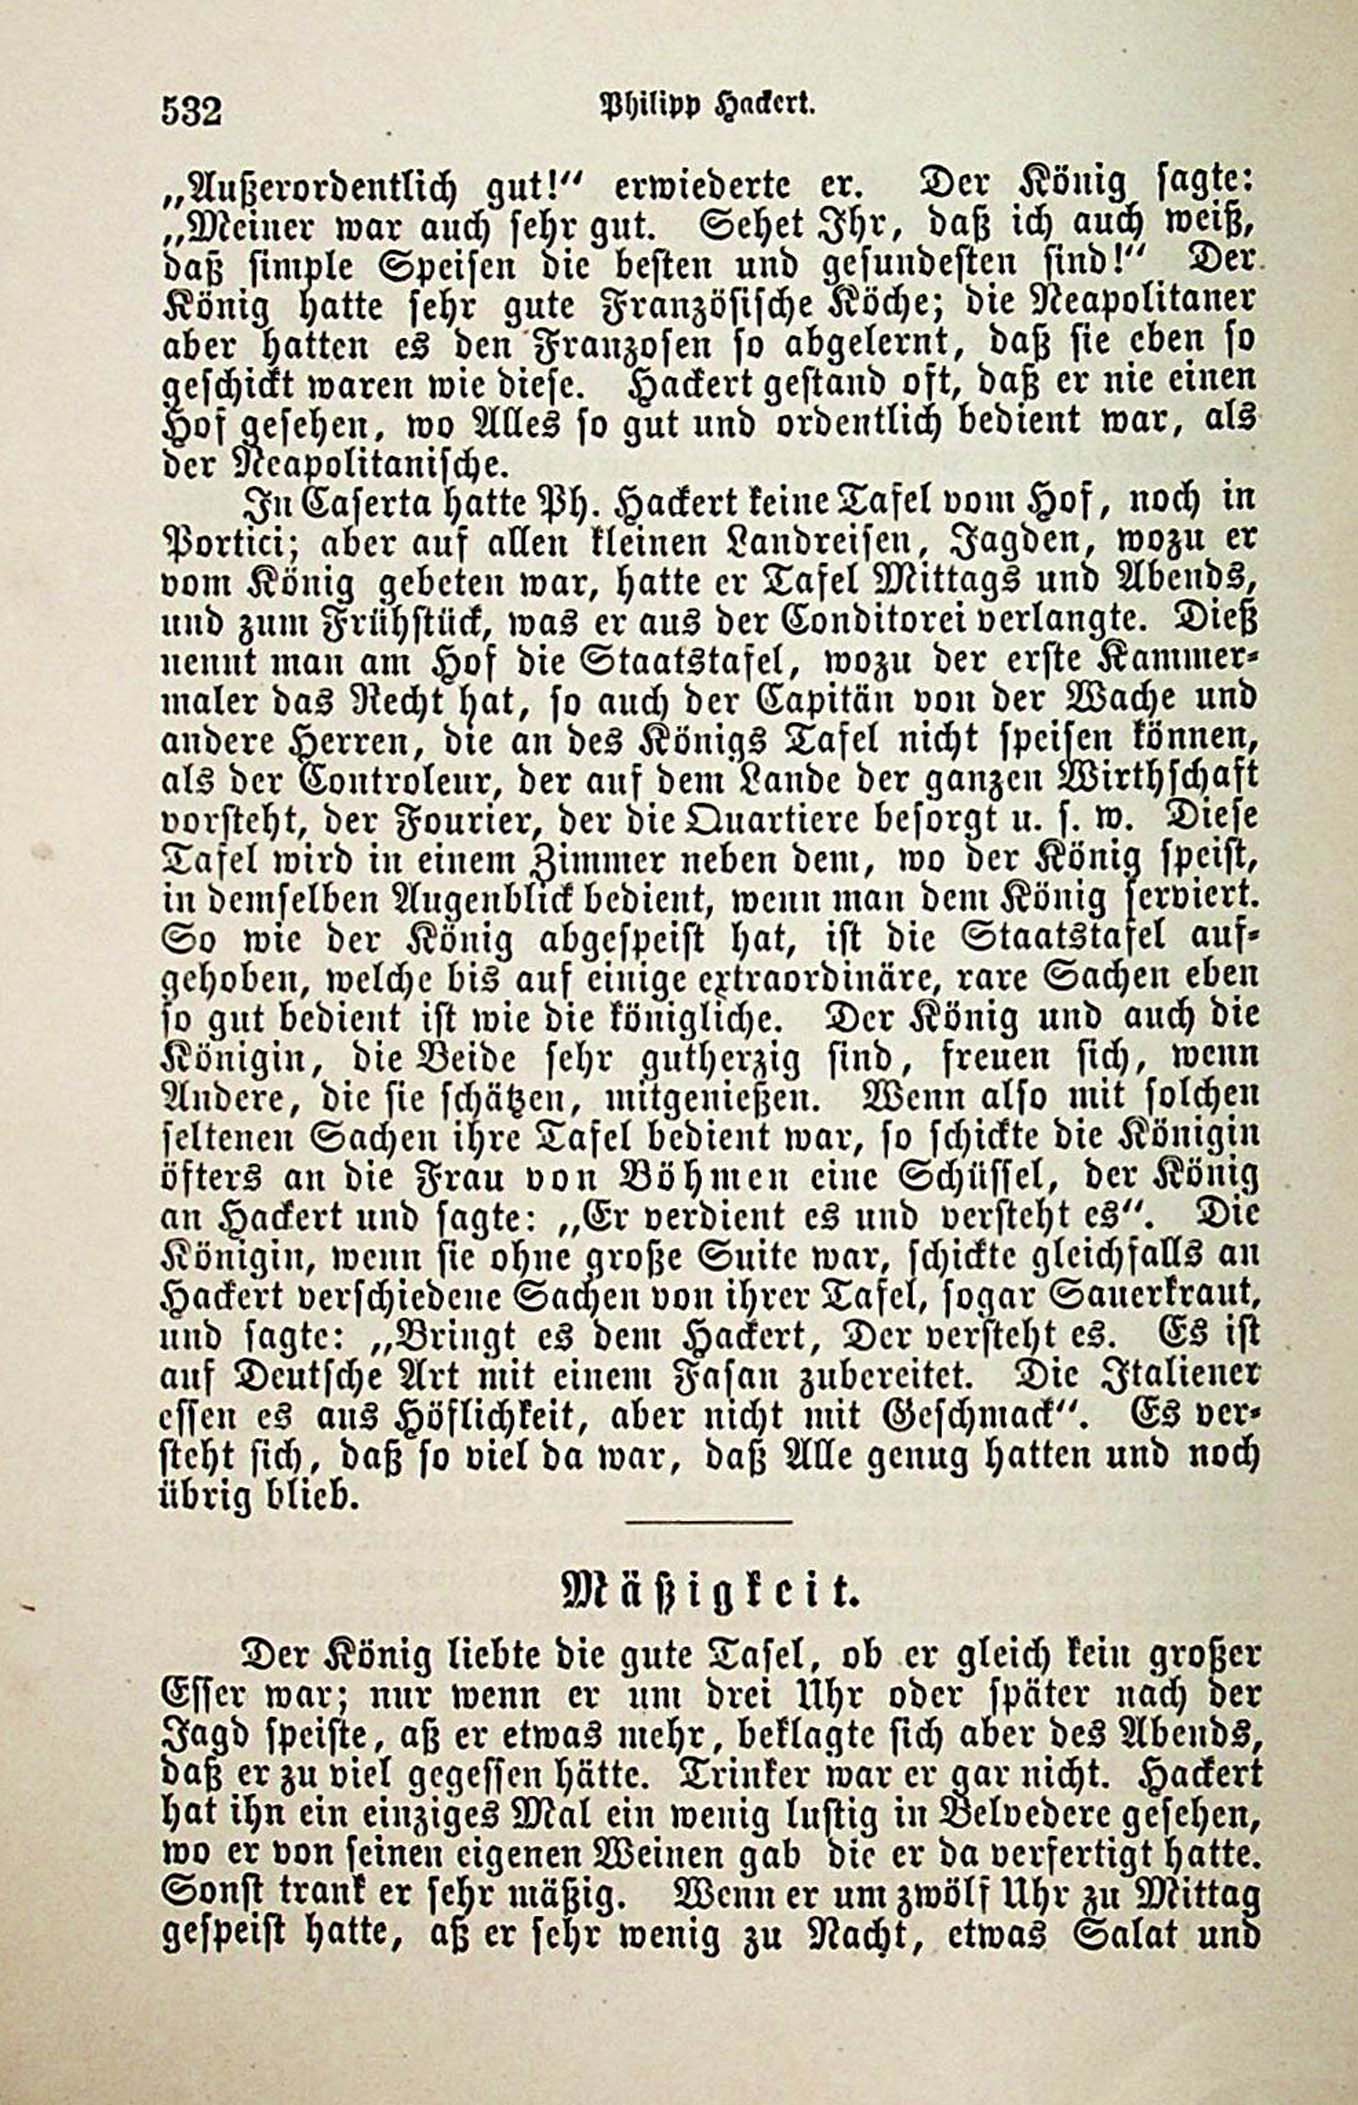 532
Philipp Hackert.
„Außerordentlich gut!“ erwiederte er. Der König sagte:
„Meiner war auch sehr gut. Sehet Ihr, daß ich auch weiß,
daß simple Speisen die besten und gesundesten sind!“ Der
König hatte sehr gute Französische Köche; die Neapolitaner
aber hatten es den Franzosen so abgelernt, daß sie eben so
geschickt waren wie diese. Hackert gestand oft, daß er nie einen
Hof gesehen, wo Alles so gut und ordentlich bedient war, als
der Neapolitanische.
In Caserta hatte Ph. Hackert keine Tafel vom Hof, noch in
Portici; aber auf allen kleinen Landreisen, Jagden, wozu er
vom König gebeten war, hatte er Tafel Mittags und Abends,
und zum Frühstück, was er aus der Conditorei verlangte. Dieß
nennt man am Hof die Staatstafel, wozu der erste Kammer-
maler das Recht hat, so auch der Capitän von der Wache und
andere Herren, die an des Königs Tafel nicht speisen können,
als der Controleur, der auf dem Lande der ganzen Wirthschaft
vorsteht, der Fourier, der die Quartiere besorgt u. s. w. Diese
Tafel wird in einem Zimmer neben dem, wo der König speist,
in demselben Augenblick bedient, wenn man dem König serviert.
So wie der König abgespeist hat, ist die Staatstafel auf-
gehoben, welche bis auf einige extraordinäre, rare Sachen eben
so gut bedient ist wie die königliche. Der König und auch die
Königin, die Beide sehr gutherzig sind, freuen sich, wenn
Andere, die sie schätzen, mitgenießen. Wenn also mit solchen
seltenen Sachen ihre Tafel bedient war, so schickte die Königin
öfters an die Frau von Böhmen eine Schüssel, der König
an Hackert und sagte: „Er verdient es und versteht es“. Die
Königin, wenn sie ohne große Suite war, schickte gleichfalls an
Hackert verschiedene Sachen von ihrer Tafel, sogar Sauerkraut,
und sagte: „Bringt es dem Hackert, Der versteht es. Es ist
auf Deutsche Art mit einem Fasan zubereitet. Die Italiener
essen es aus Höflichkeit, aber nicht mit Geschmack“. Es ver-
steht sich, daß so viel da war, daß Alle genug hatten und noch
übrig blieb.
Mäßigkeit.
Der König liebte die gute Tafel, ob er gleich kein großer
Esser war; nur wenn er um drei Uhr oder später nach der
Jagd speiste, aß er etwas mehr, beklagte sich aber des Abends,
daß er zu viel gegessen hätte. Trinker war er gar nicht. Hackert
hat ihn ein einziges Mal ein wenig lustig in Belvedere gesehen,
wo er von seinen eigenen Weinen gab die er da verfertigt hatte.
Sonst trank er sehr mäßig. Wenn er um zwölf Uhr zu Mittag
gespeist hatte, aß er sehr wenig zu Nacht, etwas Salat und